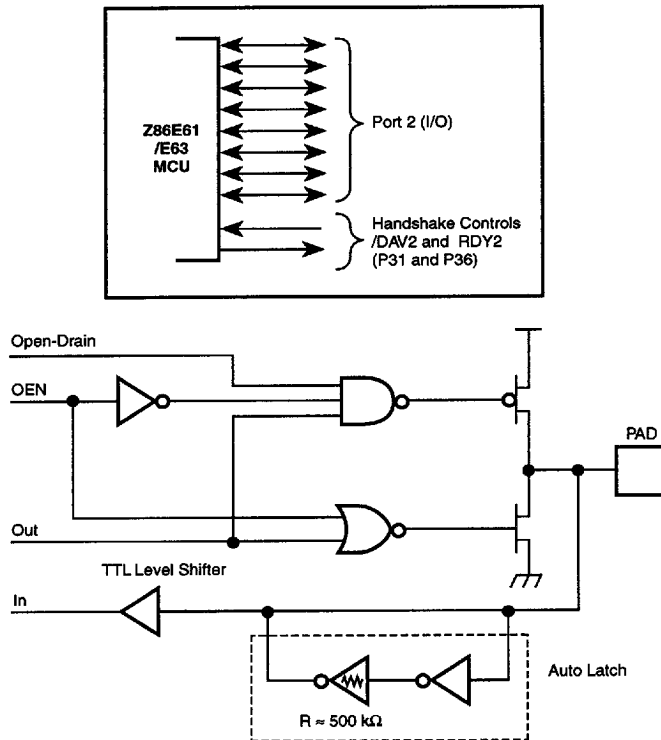 Z86E61
/E63
MCU
Port 2 (I/O)
Handshake Controls
/DAV2 and RDY2
(P31 and P36)
Open-Drain
OEN
PAD
Out
TTL Level Shifter
In
Auto Latch
R ≈ 500 kΩ